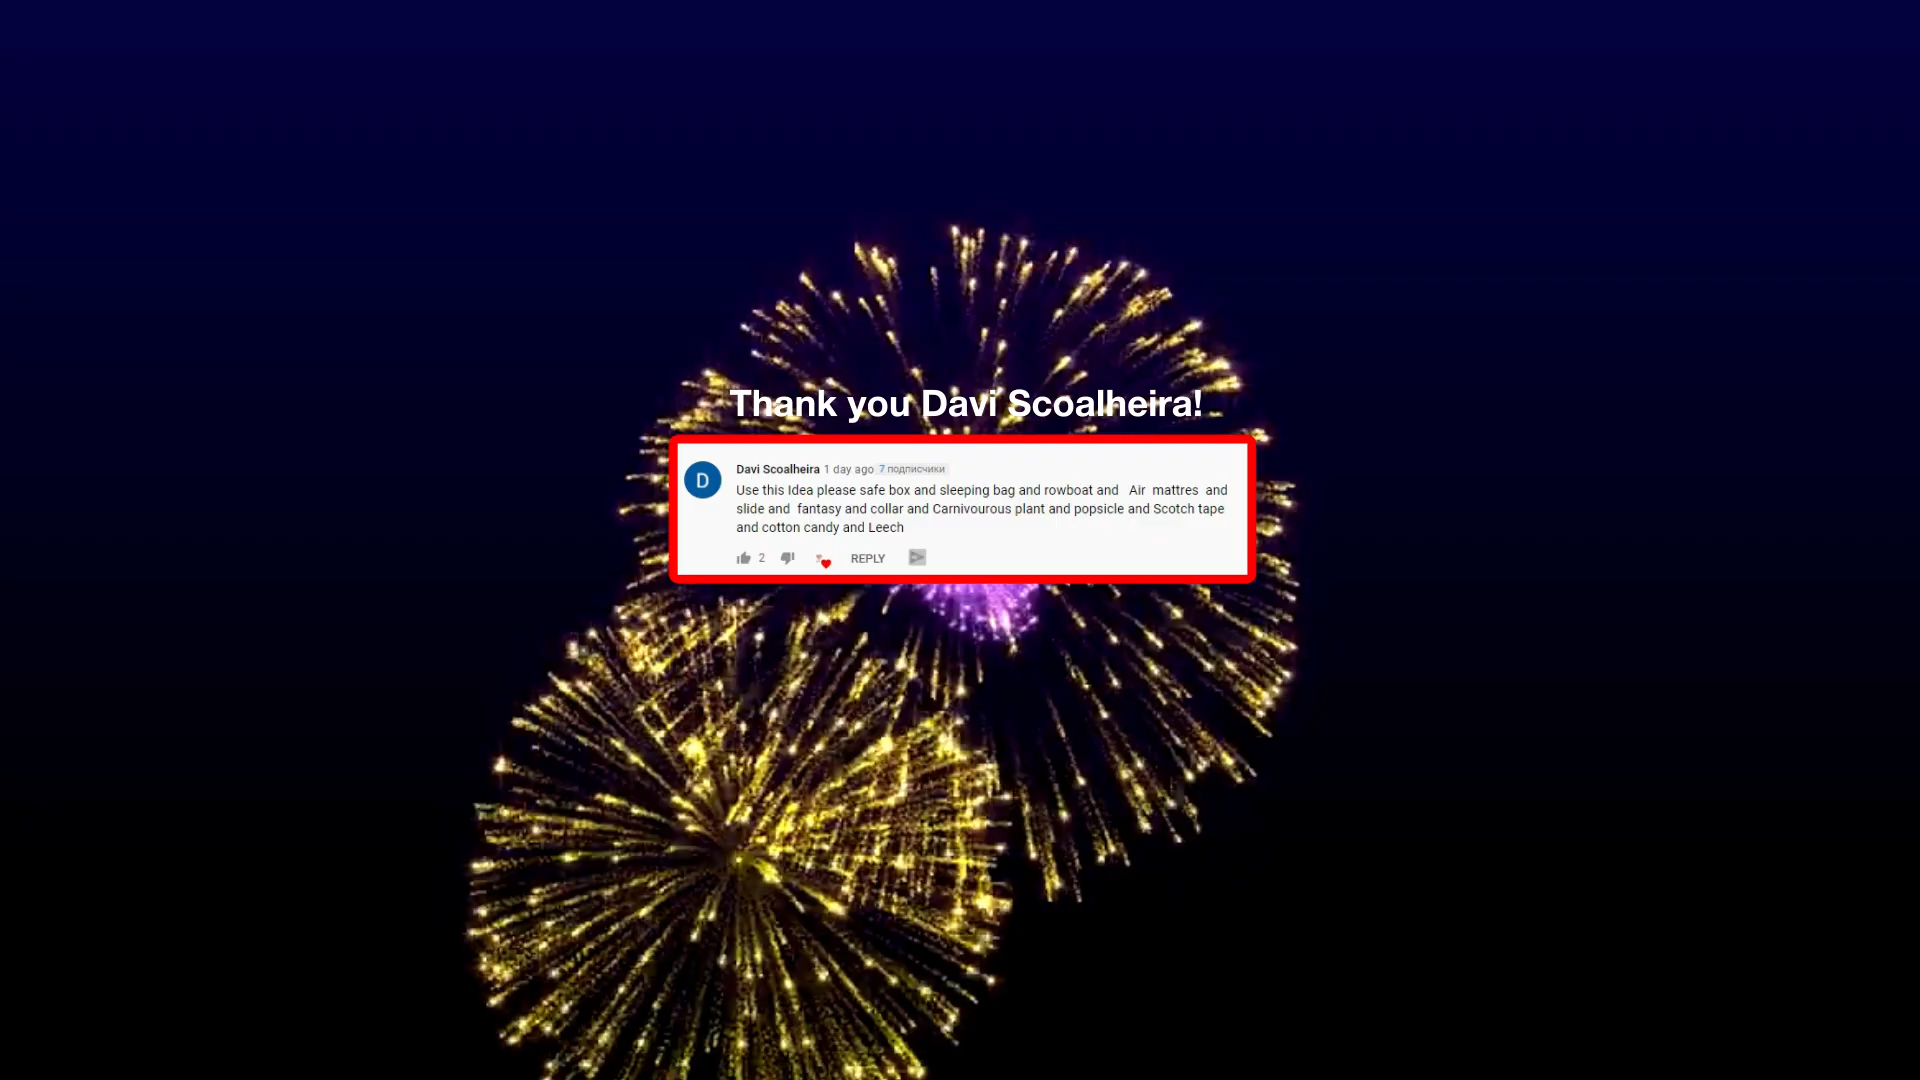 Thank you Davi Scoalheira!
D
Davi Scoalheira 1 day ago 7 подписчики
Use this Idea please safe box and sleeping bag and rowboat and Air mattres and
slide and fantasy and collar and Carnivourous plant and popsicle and Scotch tape
and cotton candy and Leech
2 REPLY